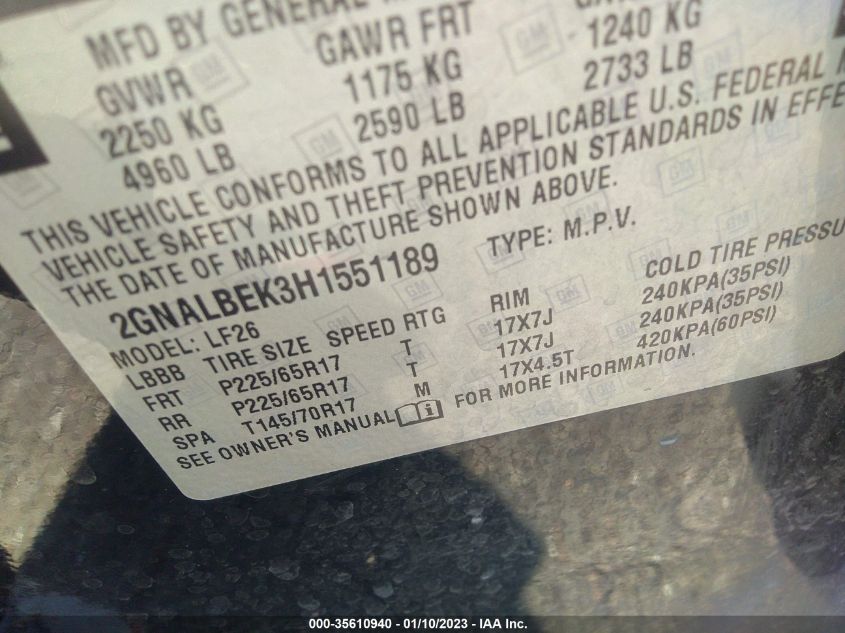 MFD BY GENERAL
GVWR GAWR FRT
2250 KG 1175 KG 1240 KG
4960 LB 2590 LB 2733 LB
THIS VEHICLE CONFORMS TO ALL APPLICABLE U.S. FEDERAL
VEHICLE SAFETY AND THEFT PREVENTION STANDARDS IN EFFE
THE DATE OF MANUFACTURE SHOWN ABOVE.
2GNALBEK3H1551189 TYPE: M.P.V.
MODEL: LF26
LBBB TIRE SIZE SPEED RTG RIM COLD TIRE PRESSU
FRT P225/65R17 T 17X7J 240KPA(35PSI)
RR P225/65R17 T 17X7J 240KPA(35PSI)
SPA T145/70R17 M 17X4.5T 420KPA(60PSI)
SEE OWNER'S MANUAL i FOR MORE INFORMATION.
000-35610940 - 01/10/2023 - IAA Inc.